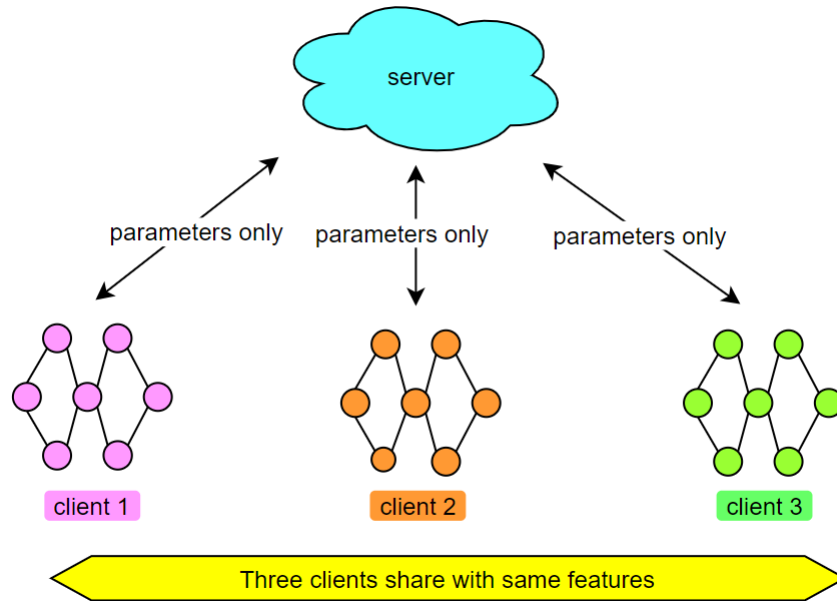 server
parameters only
parameters only
parameters only
client 1
client 2
client 3
Three clients share with same features